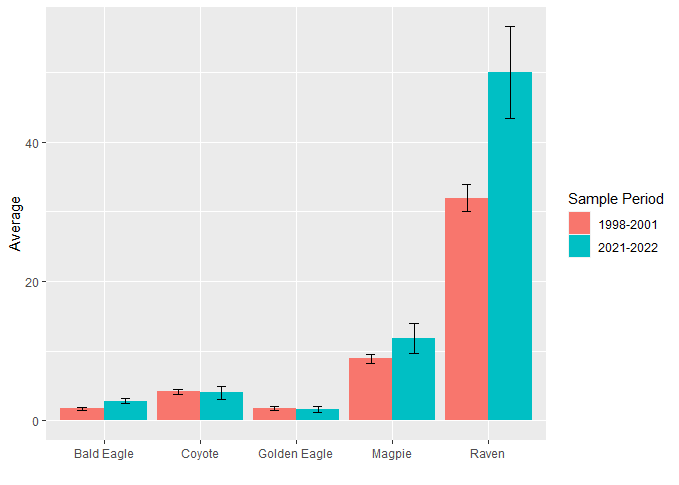 Average
40
20
0
Bald Eagle
Coyote
Golden Eagle
Magpie
Raven
Sample Period
1998-2001
2021-2022